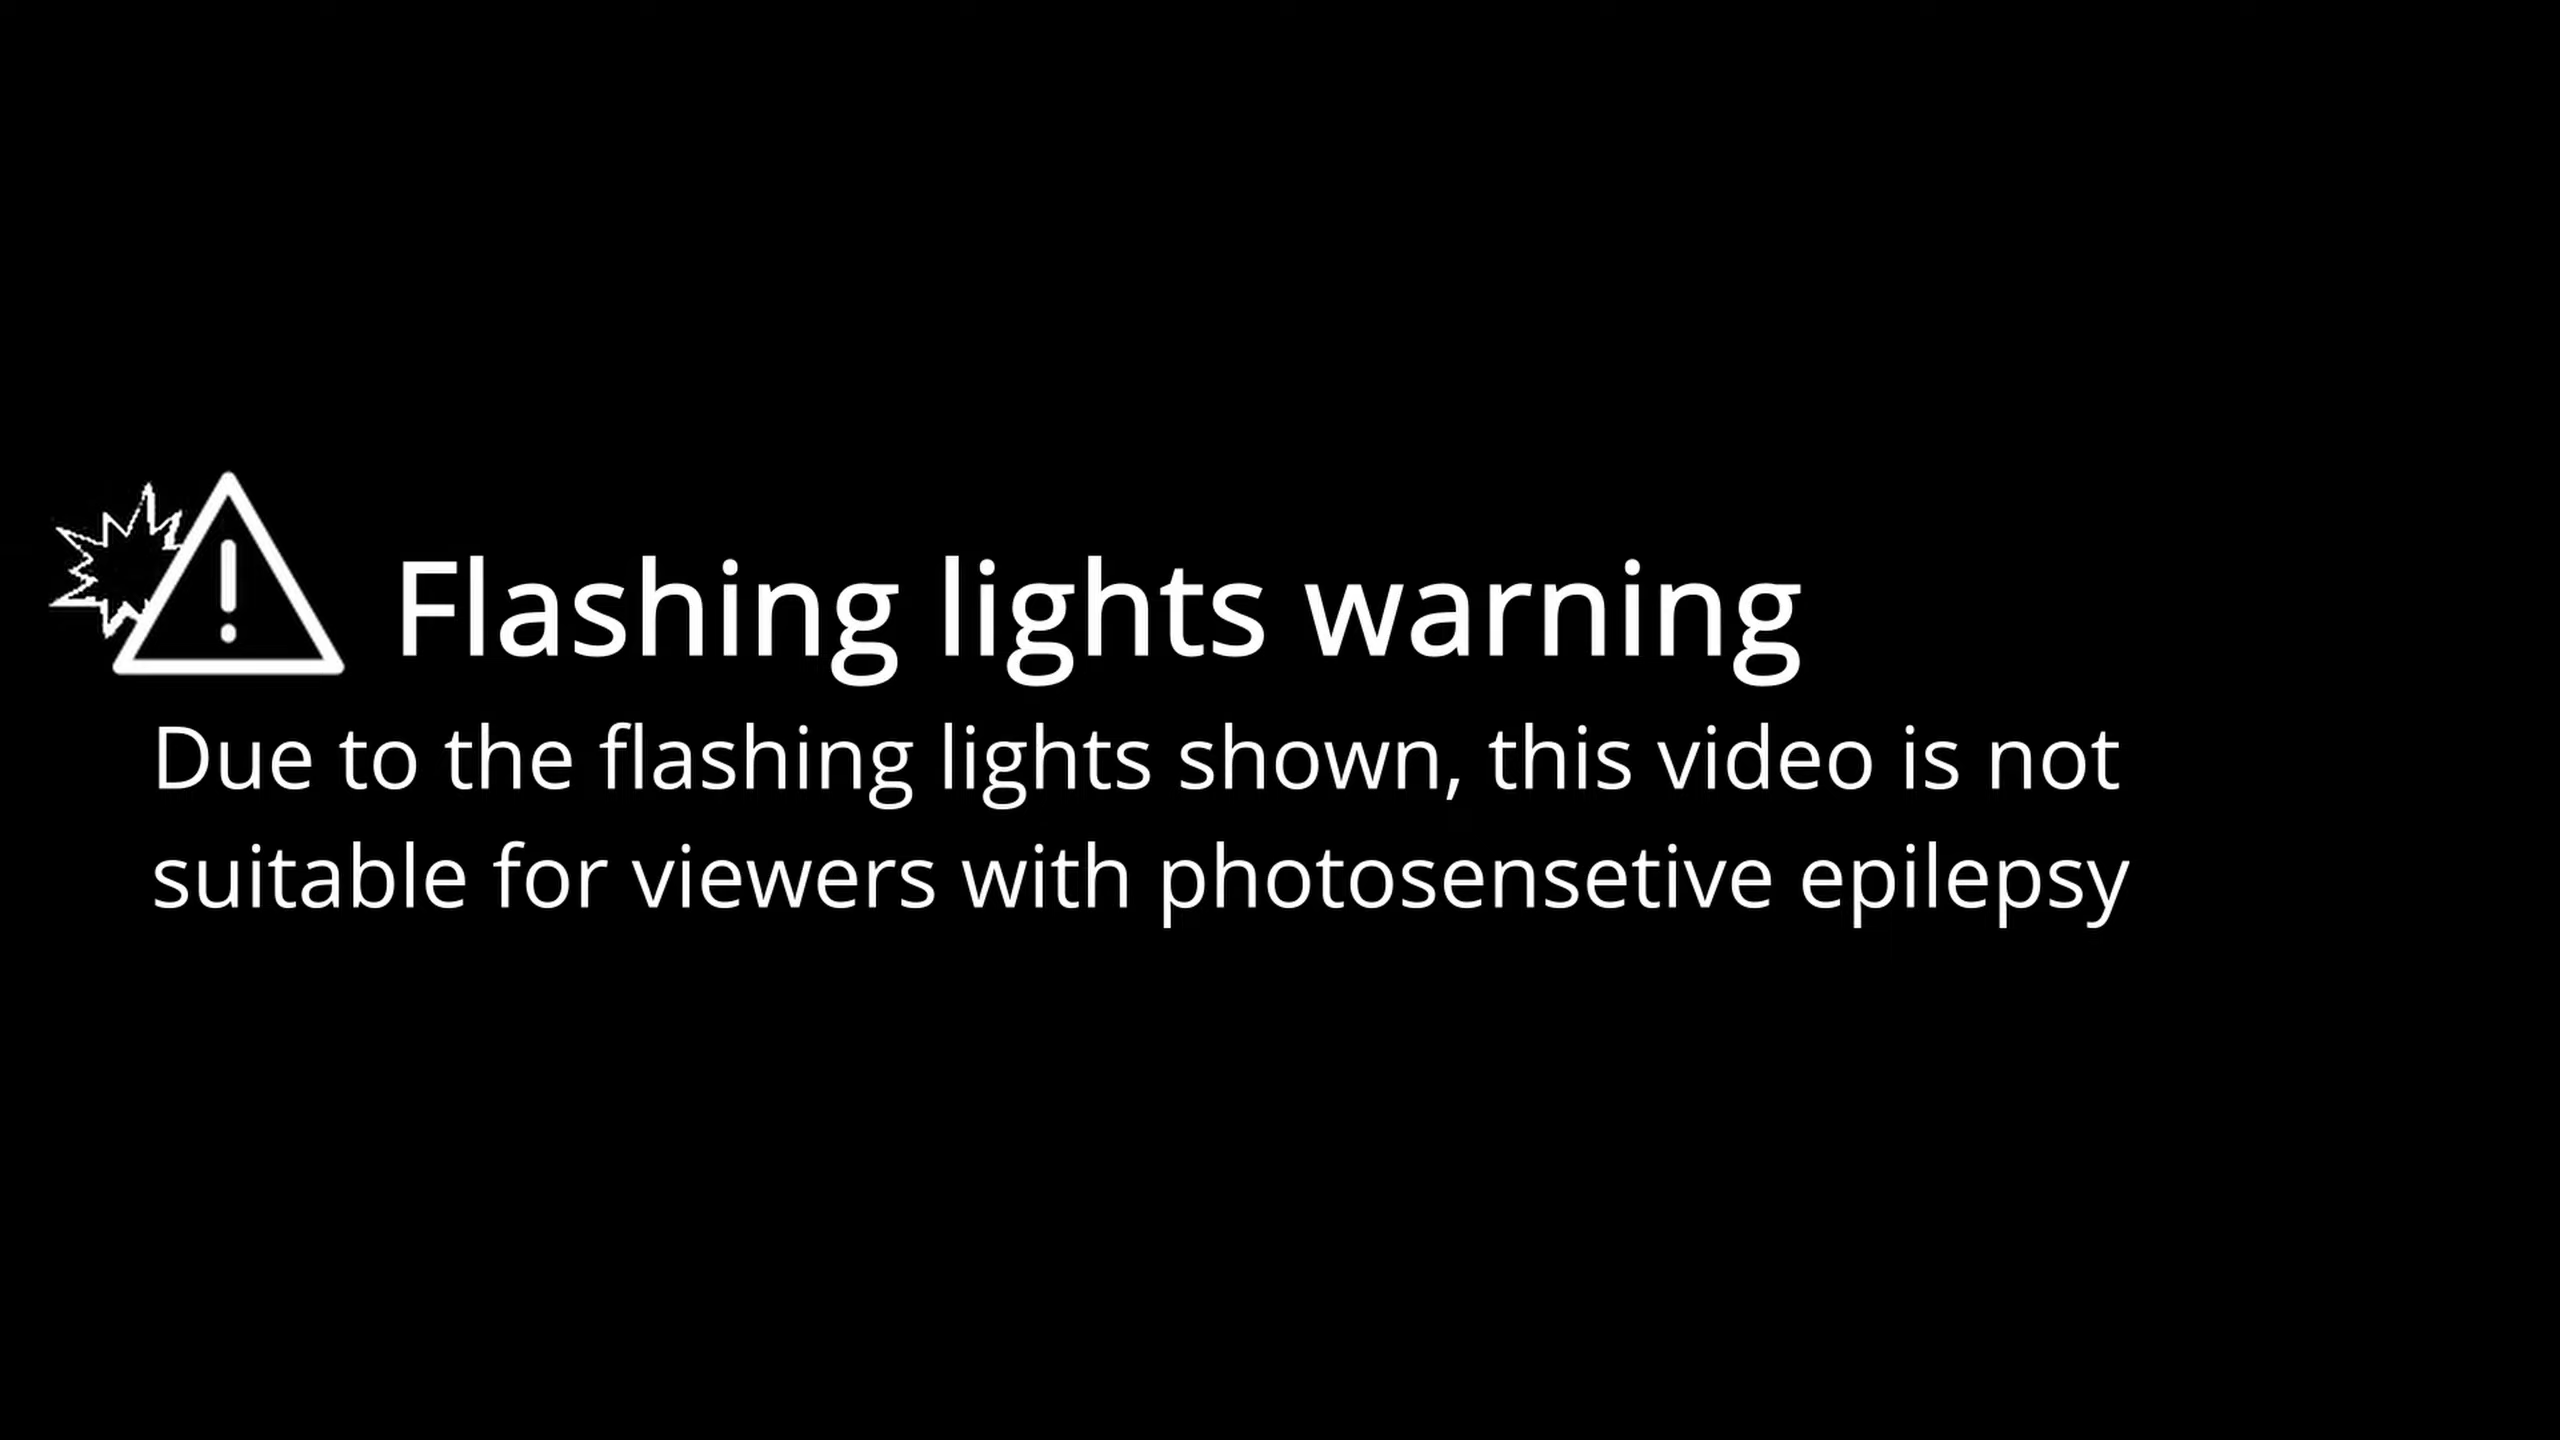 Flashing lights warning
Due to the flashing lights shown, this video is not
suitable for viewers with photosensetive epilepsy